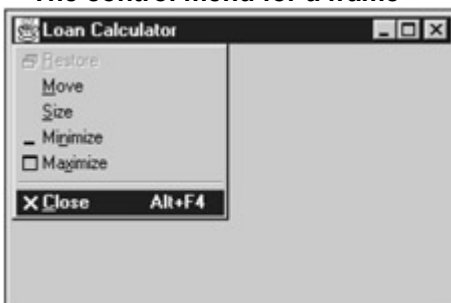 The control menu for a frame
Loan Calculator
Restore
Move
Size
Minimize
Maximize
Close Alt+F4